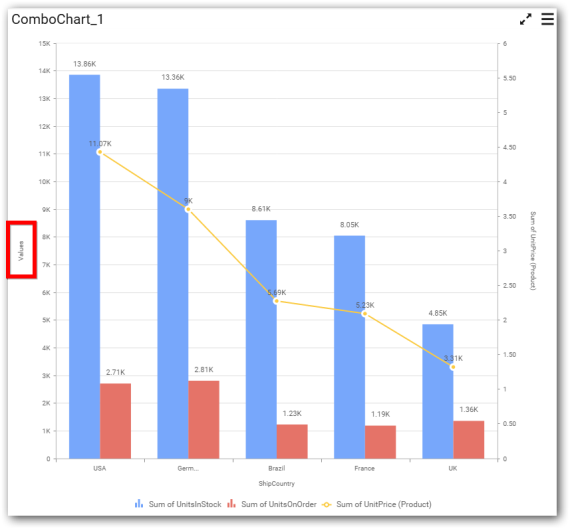 ComboChart_1
15K
14K
13K
12K
11K
10K
9K
8K
7K
6K
5K
4K
3K
2K
1K
0
Values
6
5.50
5
4.50
4
3.50
3
2.50
2
1.50
1
0.50
0
Sum of UnitPrice (Product)
13.86K
13.36K
8.61K
8.05K
4.85K
11.07K
9K
5.69K
5.23K
3.31K
2.71K
2.81K
1.23K
1.19K
1.36K
USA Germ... Brazil France UK
ShipCountry
Sum of UnitsInStock Sum of UnitsOnOrder Sum of UnitPrice (Product)